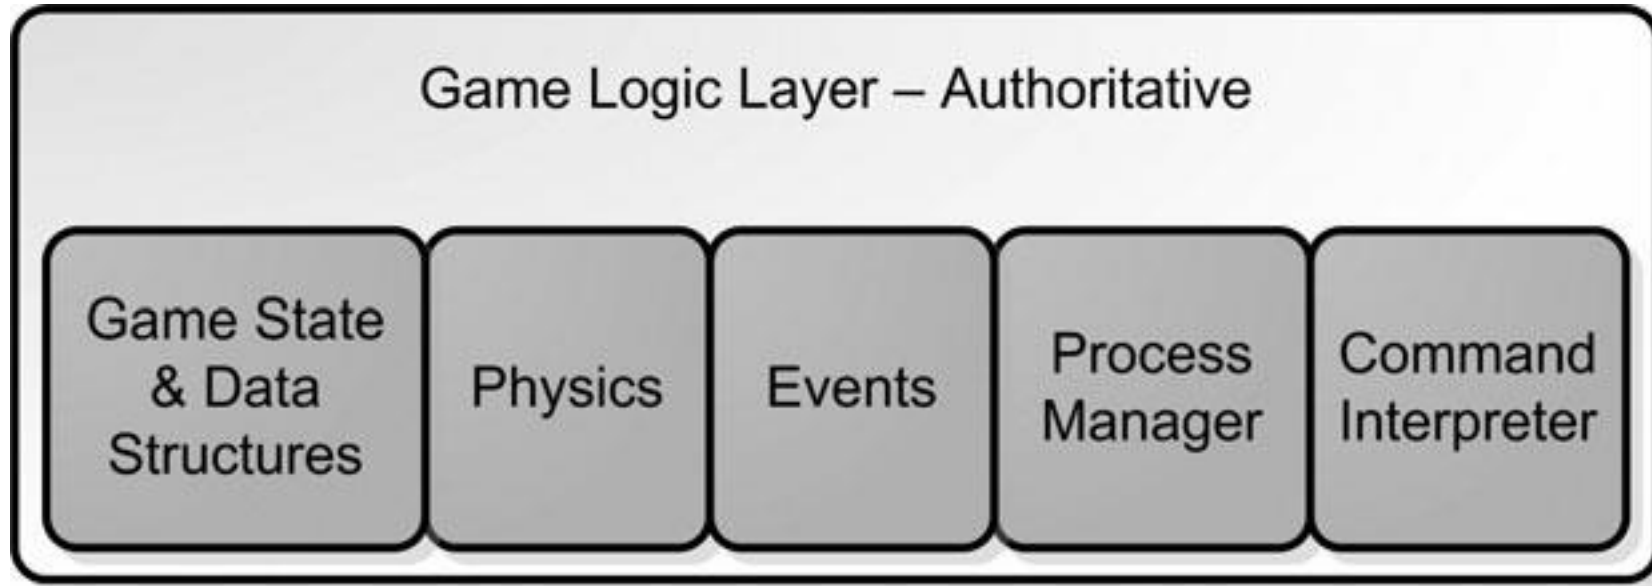 Game Logic Layer – Authoritative
Game State
& Data
Structures
Physics
Events
Process
Manager
Command
Interpreter